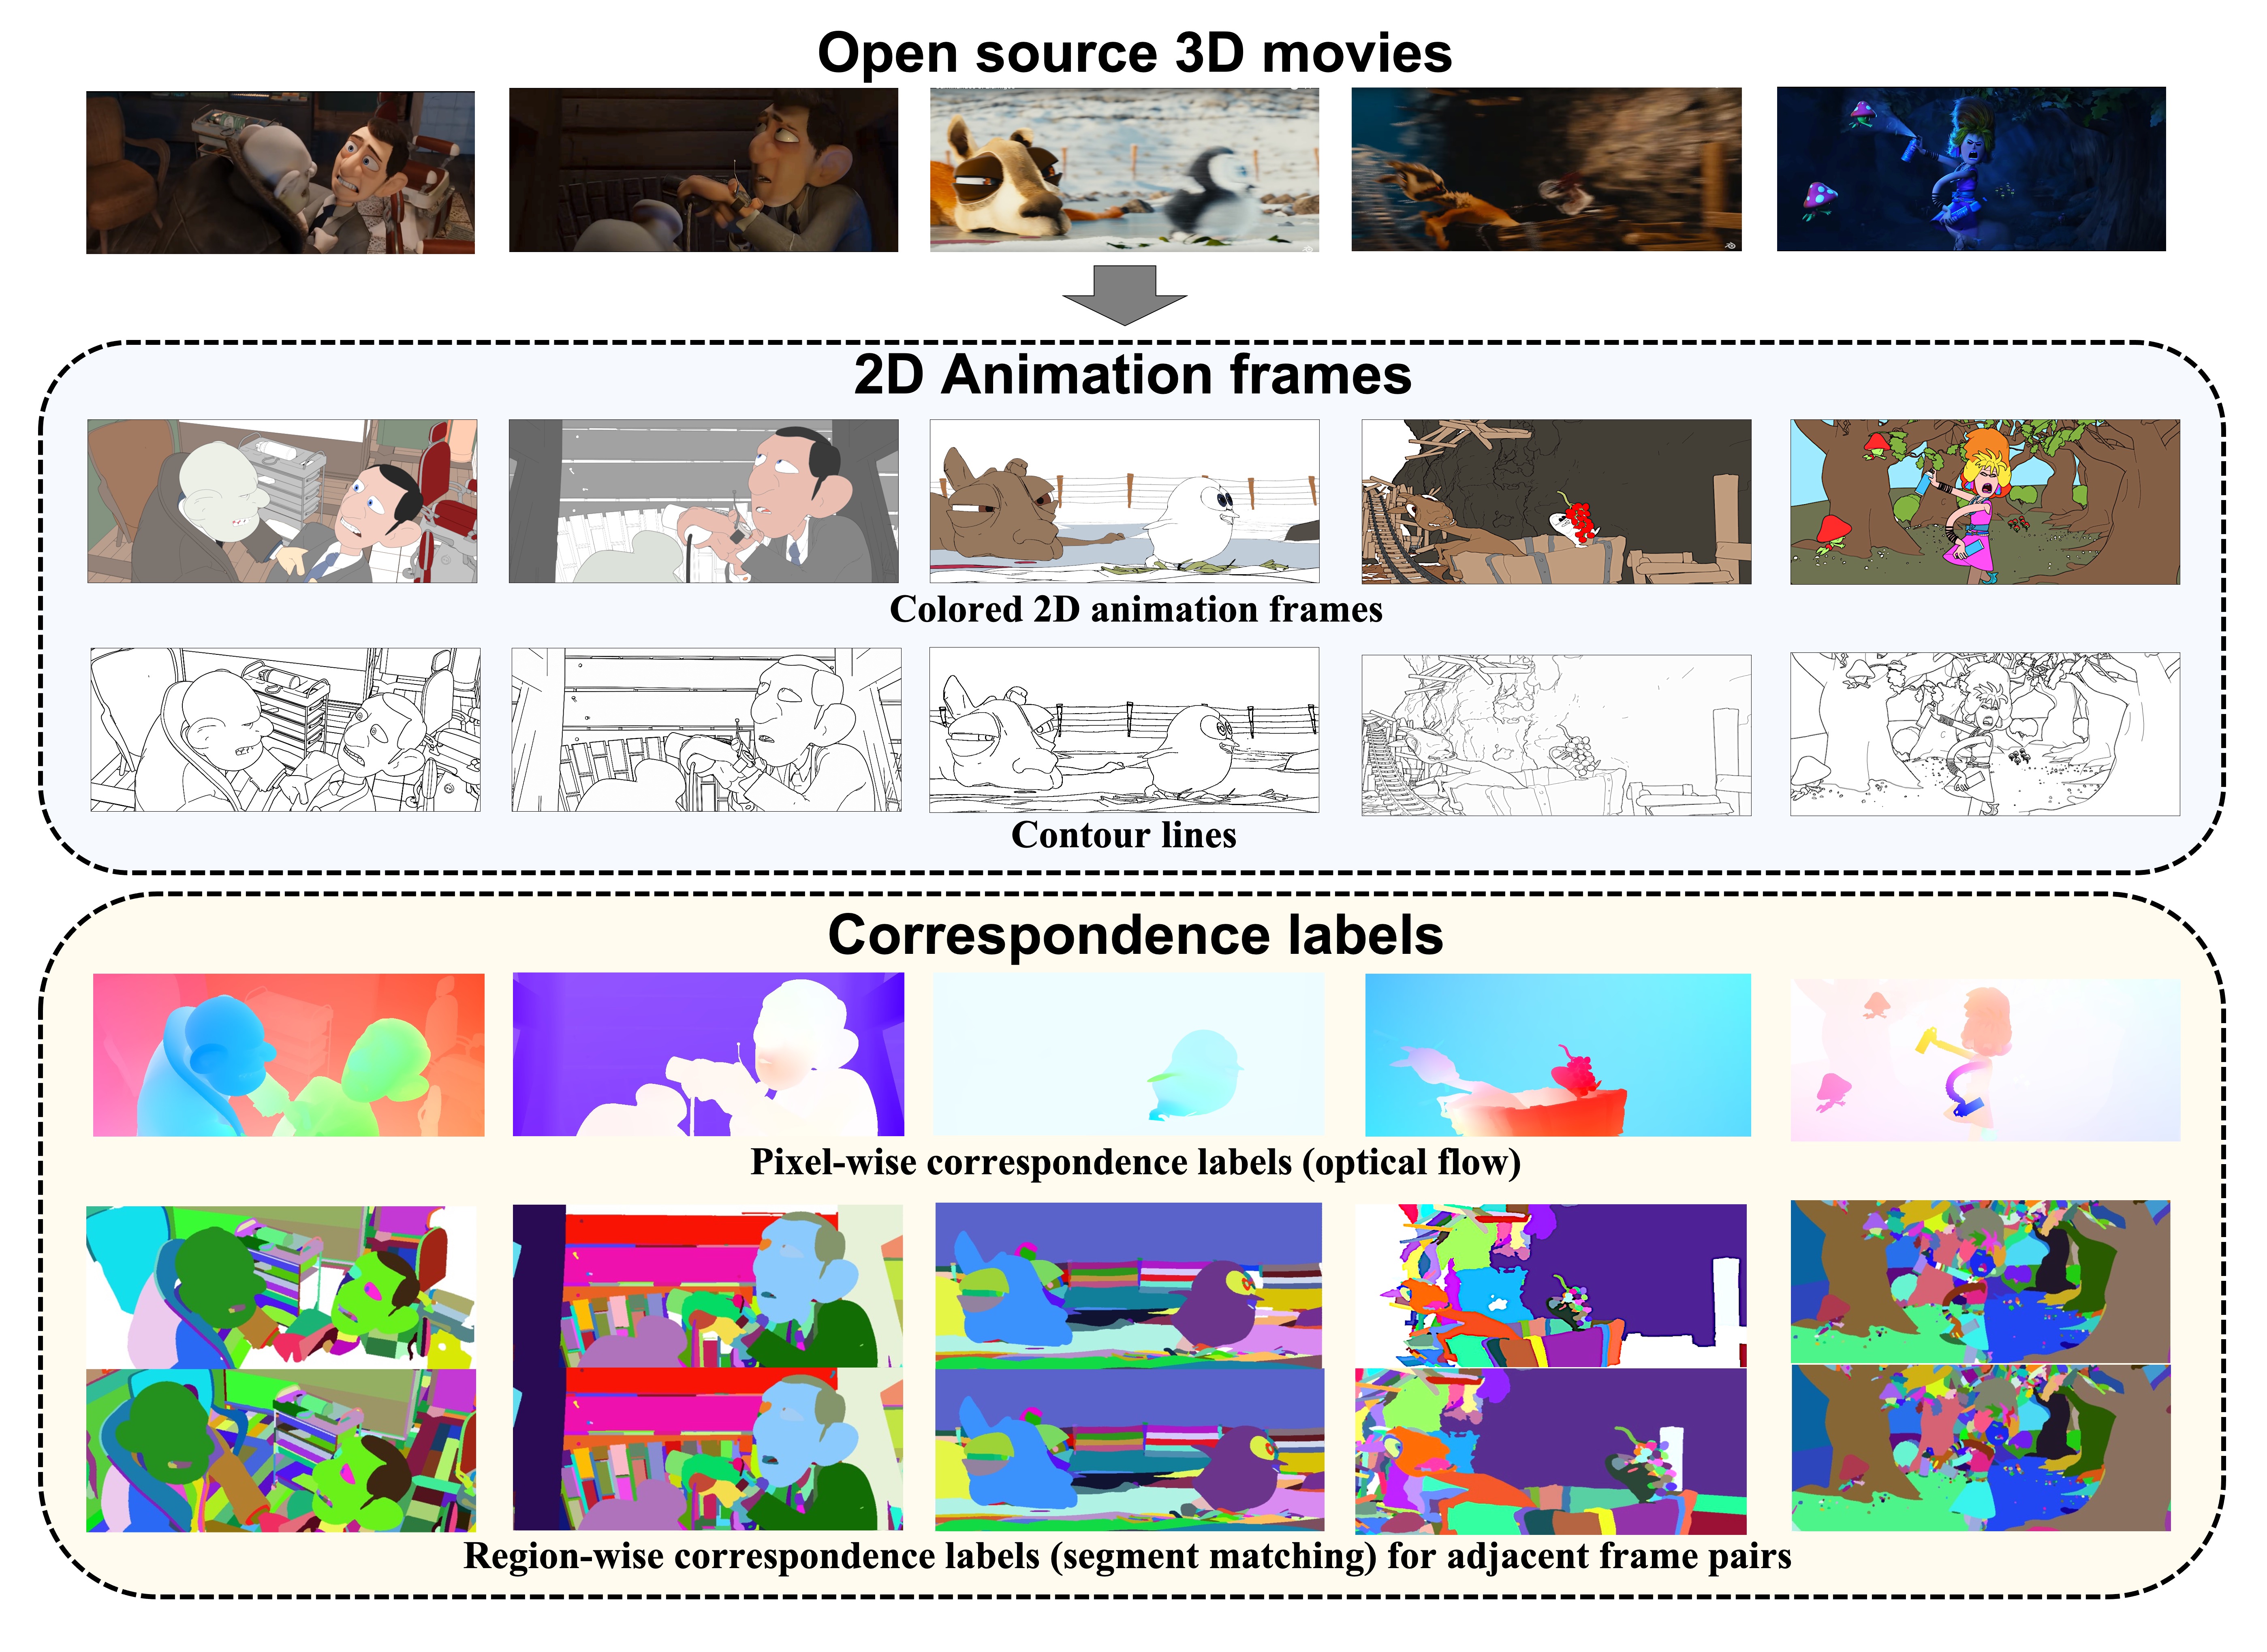 Open source 3D movies
2D Animation frames
Colored 2D animation frames
Contour lines
Correspondence labels
Pixel-wise correspondence labels (optical flow)
Region-wise correspondence labels (segment matching) for adjacent frame pairs